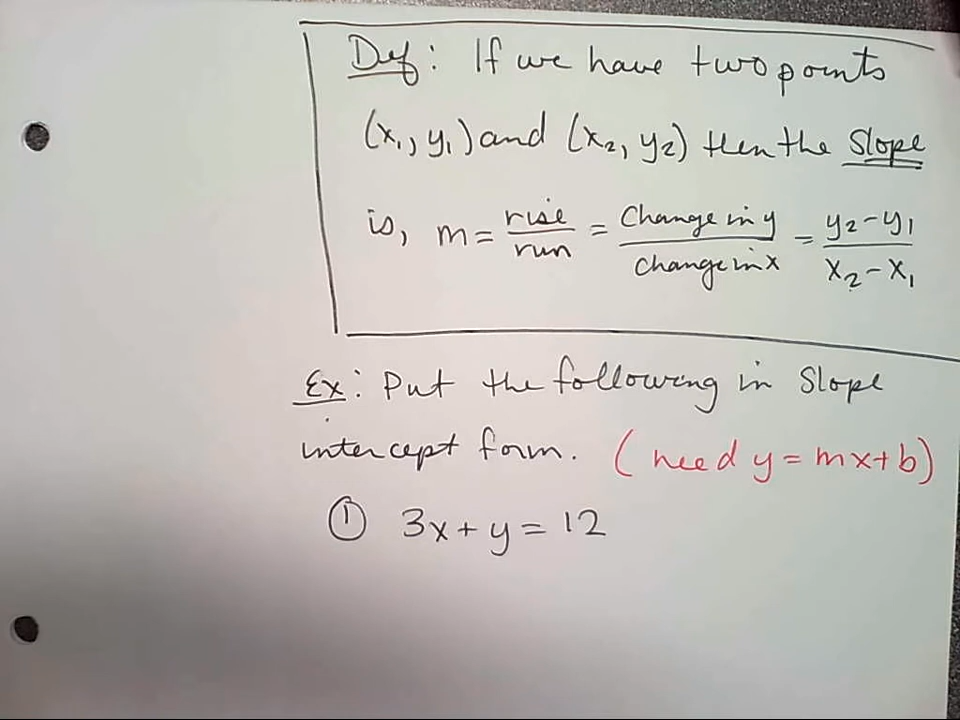 Def: If we have two points
(x₁, y₁) and (x₂, y₂) then the Slope
is, m = rise/run = Change in y/change in x = y₂-y₁/x₂-x₁
Ex: Put the following in Slope
intercept form. (need y = mx+b)
① 3x + y = 12